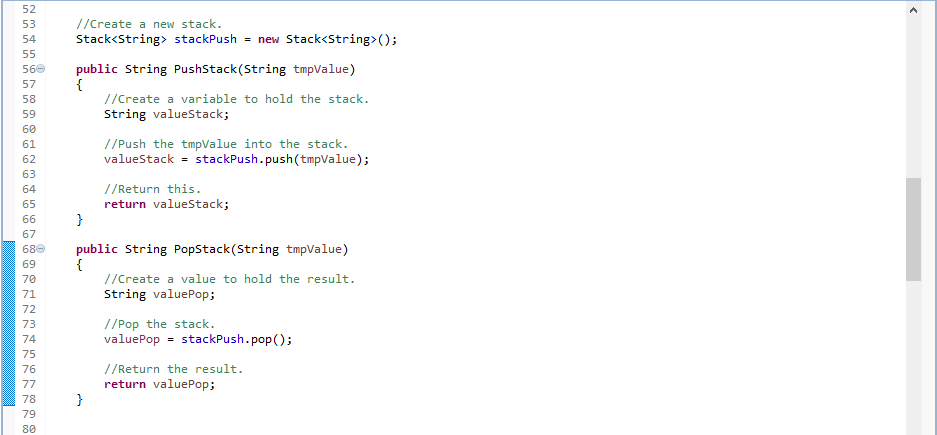 52
53 //Create a new stack.
54 Stack<String> stackPush = new Stack<String>();
55
56 public String PushStack(String tmpValue)
57 {
58 //Create a variable to hold the stack.
59 String valueStack;
60
61 //Push the tmpValue into the stack.
62 valueStack = stackPush.push(tmpValue);
63
64 //Return this.
65 return valueStack;
66 }
67
68 public String PopStack(String tmpValue)
69 {
70 //Create a value to hold the result.
71 String valuePop;
72
73 //Pop the stack.
74 valuePop = stackPush.pop();
75
76 //Return the result.
77 return valuePop;
78 }
79
80